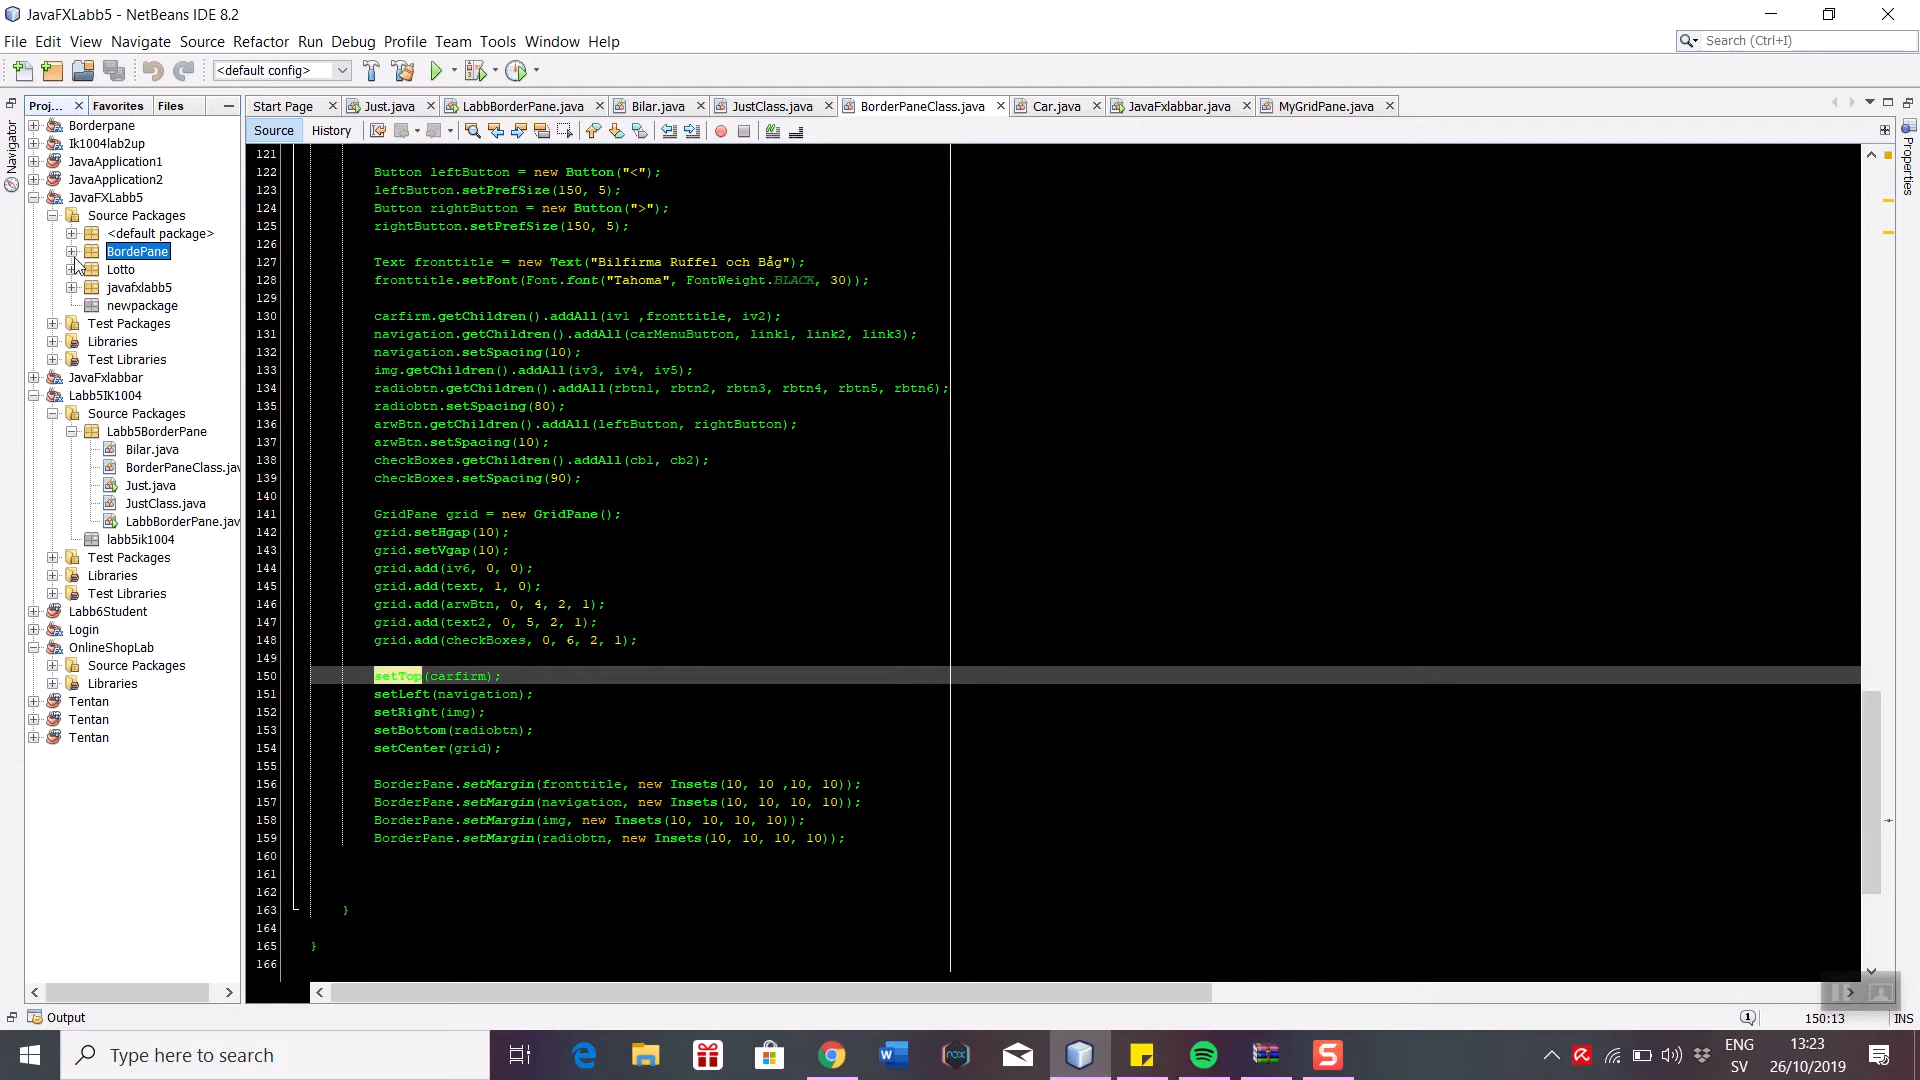 JavaFXLabb5 - NetBeans IDE 8.2
File Edit View Navigate Source Refactor Run Debug Profile Team Tools Window Help
Search (Ctrl+I)
<default config>
Proj... Favorites Files
Start Page Just.java LabbBorderPane.java Bilar.java JustClass.java BorderPaneClass.java Car.java JavaFxlabbar.java MyGridPane.java
Source History
Navigator
Properties
Borderpane
Ik1004lab2up
JavaApplication1
JavaApplication2
JavaFXLabb5
Source Packages
<default package>
BordePane
Lotto
javafxlabb5
newpackage
Test Packages
Libraries
Test Libraries
JavaFxlabbar
Labb5IK1004
Source Packages
Labb5BorderPane
Bilar.java
BorderPaneClass.jav
Just.java
JustClass.java
LabbBorderPane.jav
labb5ik1004
Test Packages
Libraries
Test Libraries
Labb6Student
Login
OnlineShopLab
Source Packages
Libraries
Tentan
Tentan
Tentan
121
122 Button leftButton = new Button("<");
123 leftButton.setPrefSize(150, 5);
124 Button rightButton = new Button(">");
125 rightButton.setPrefSize(150, 5);
126
127 Text fronttitle = new Text("Bilfirma Ruffel och Båg");
128 fronttitle.setFont(Font.font("Tahoma", FontWeight.BLACK, 30));
129
130 carfirm.getChildren().addAll(iv1 ,fronttitle, iv2);
131 navigation.getChildren().addAll(carMenuButton, link1, link2, link3);
132 navigation.setSpacing(10);
133 img.getChildren().addAll(iv3, iv4, iv5);
134 radiobtn.getChildren().addAll(rbtn1, rbtn2, rbtn3, rbtn4, rbtn5, rbtn6);
135 radiobtn.setSpacing(80);
136 arwBtn.getChildren().addAll(leftButton, rightButton);
137 arwBtn.setSpacing(10);
138 checkBoxes.getChildren().addAll(cb1, cb2);
139 checkBoxes.setSpacing(90);
140
141 GridPane grid = new GridPane();
142 grid.setHgap(10);
143 grid.setVgap(10);
144 grid.add(iv6, 0, 0);
145 grid.add(text, 1, 0);
146 grid.add(arwBtn, 0, 4, 2, 1);
147 grid.add(text2, 0, 5, 2, 1);
148 grid.add(checkBoxes, 0, 6, 2, 1);
149
150 setTop(carfirm);
151 setLeft(navigation);
152 setRight(img);
153 setBottom(radiobtn);
154 setCenter(grid);
155
156 BorderPane.setMargin(fronttitle, new Insets(10, 10 ,10, 10));
157 BorderPane.setMargin(navigation, new Insets(10, 10, 10, 10));
158 BorderPane.setMargin(img, new Insets(10, 10, 10, 10));
159 BorderPane.setMargin(radiobtn, new Insets(10, 10, 10, 10));
160
161
162
163 }
164
165 }
166
Output
150:13 INS
Type here to search
nox
ENG
SV
13:23
26/10/2019